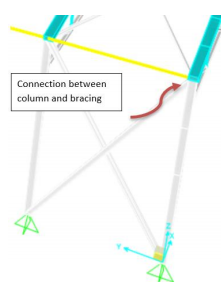 Connection between
column and bracing
Y